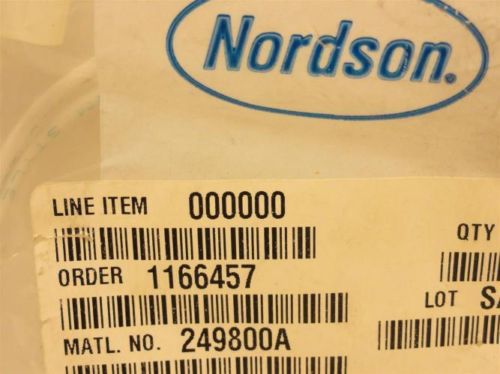 Nordson.
LINE ITEM 000000
QTY
ORDER 1166457
LOT
MATL. NO. 249800A